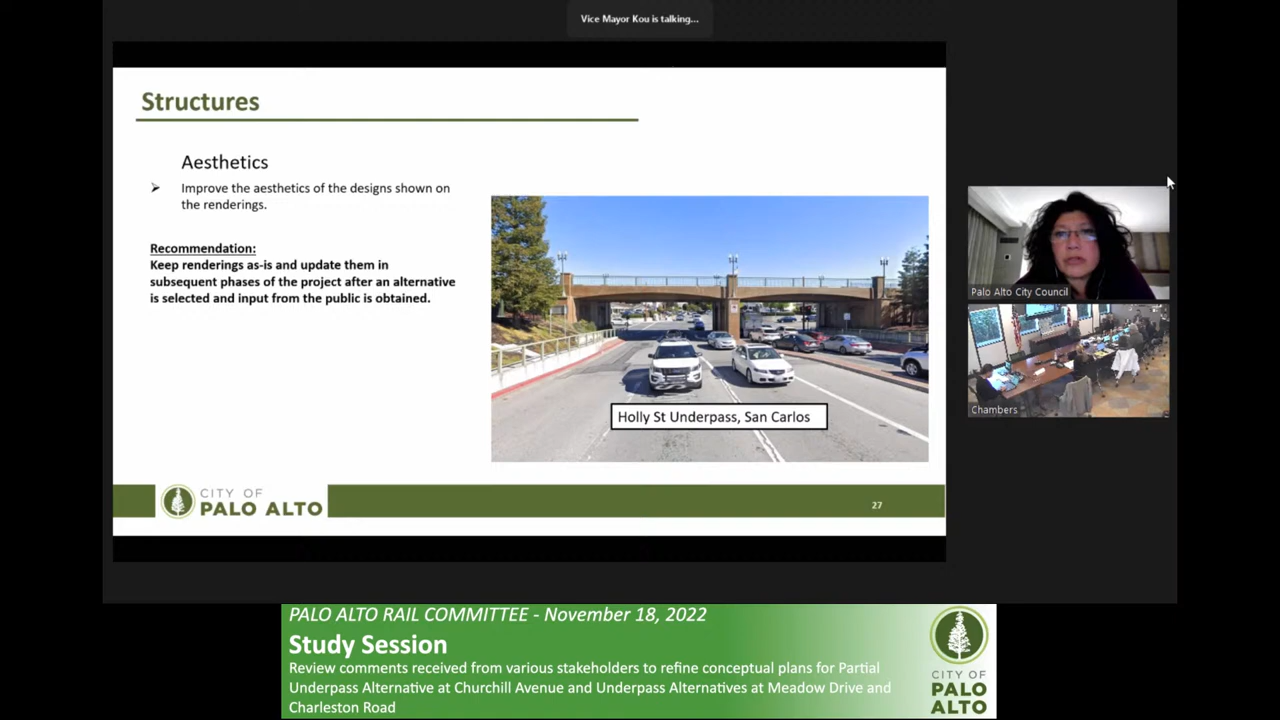 Vice Mayor Kou is talking...
Structures
Aesthetics
Improve the aesthetics of the designs shown on
the renderings.
Recommendation:
Keep renderings as-is and update them in
subsequent phases of the project after an alternative
is selected and input from the public is obtained.
Holly St Underpass, San Carlos
CITY OF
PALO ALTO
27
Palo Alto City Council
Chambers
PALO ALTO RAIL COMMITTEE - November 18, 2022
Study Session
Review comments received from various stakeholders to refine conceptual plans for Partial
Underpass Alternative at Churchill Avenue and Underpass Alternatives at Meadow Drive and
Charleston Road
CITY OF
PALO
ALTO